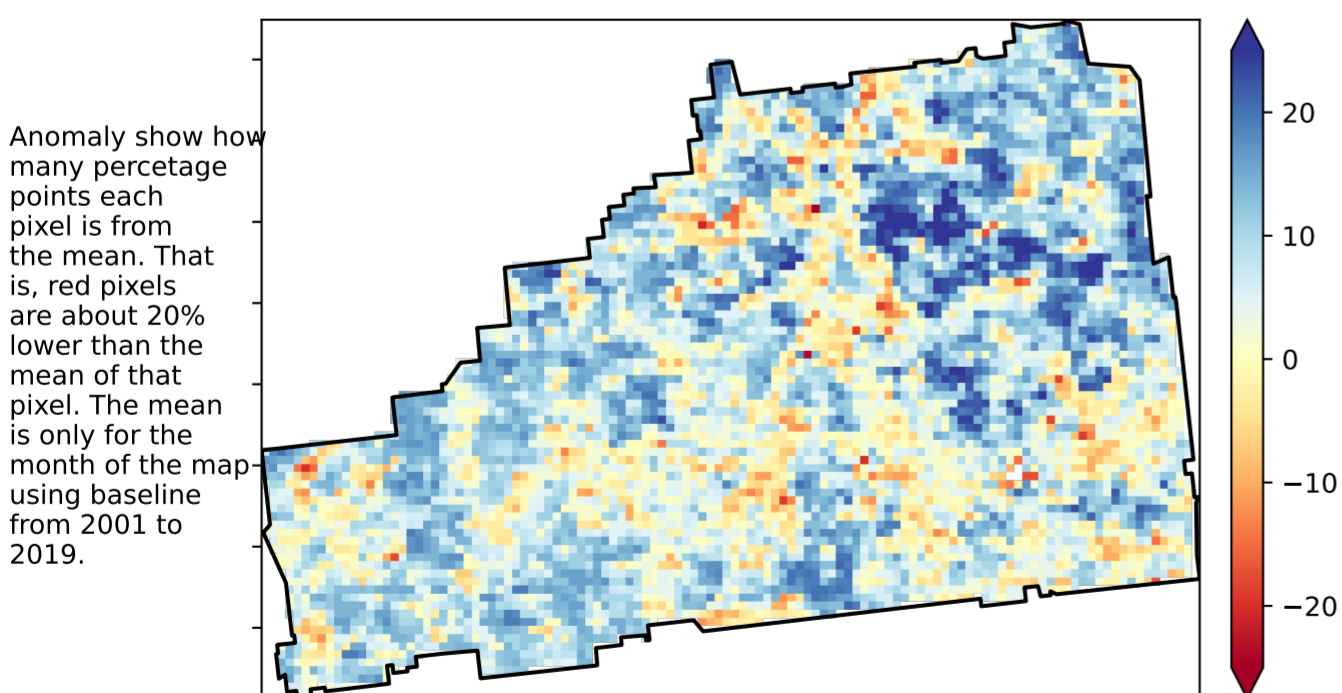 Anomaly show how
many percetage
points each
pixel is from
the mean. That
is, red pixels
are about 20%
lower than the
mean of that
pixel. The mean
is only for the
month of the map
using baseline
from 2001 to
2019.
20
10
0
−10
−20